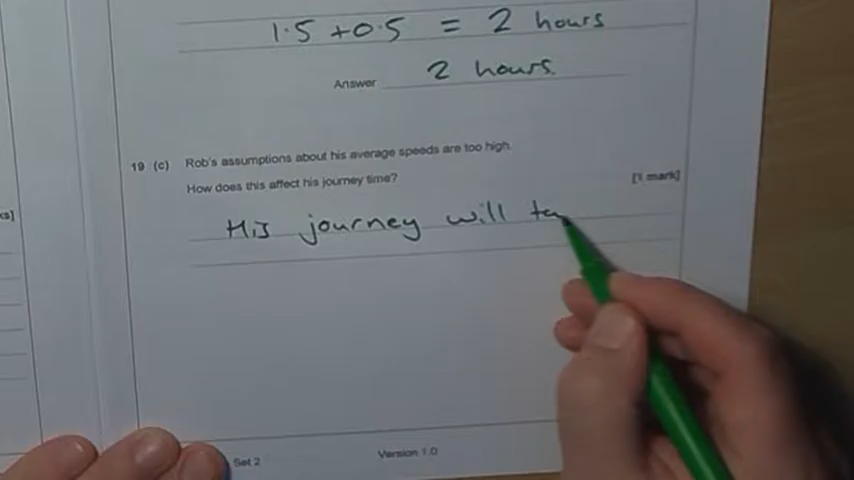 1.5 + 0.5 = 2 hours
Answer 2 hours.
19 (c) Rob's assumptions about his average speeds are too high.
How does this affect his journey time?
[1 mark]
His journey will ta
Set 2 Version 1.0